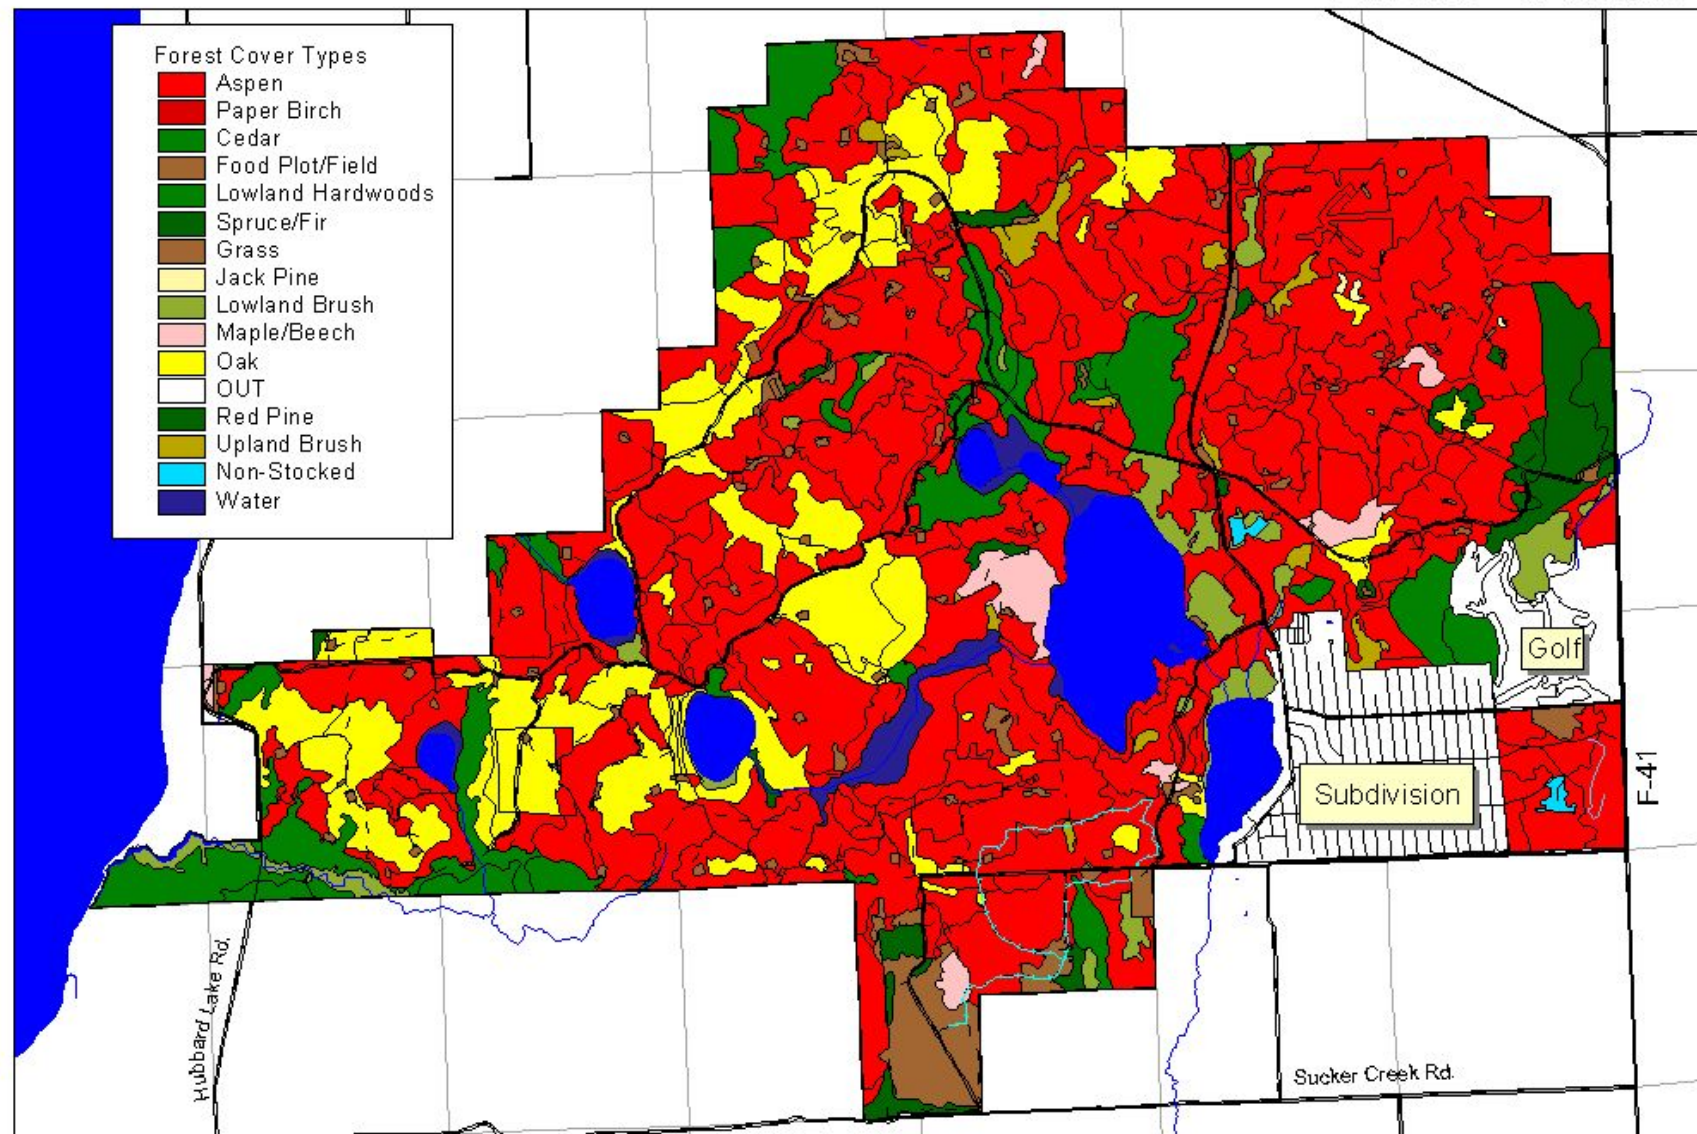 Forest Cover Types
Aspen
Paper Birch
Cedar
Food Plot/Field
Lowland Hardwoods
Spruce/Fir
Grass
Jack Pine
Lowland Brush
Maple/Beech
Oak
OUT
Red Pine
Upland Brush
Non-Stocked
Water
Golf
Subdivision
F-41
Hubbard Lake Rd.
Sucker Creek Rd.